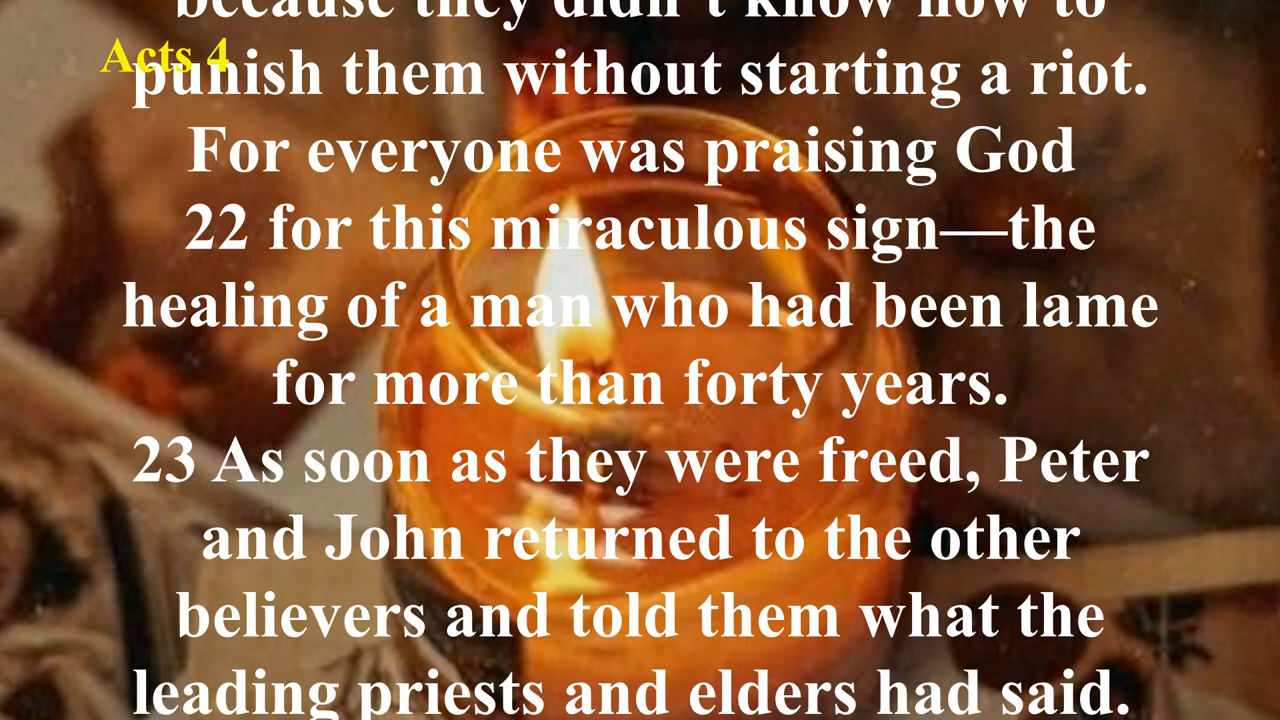 because they didn't know how to
Acts 4
punish them without starting a riot.
For everyone was praising God
22 for this miraculous sign—the
healing of a man who had been lame
for more than forty years.
23 As soon as they were freed, Peter
and John returned to the other
believers and told them what the
leading priests and elders had said.